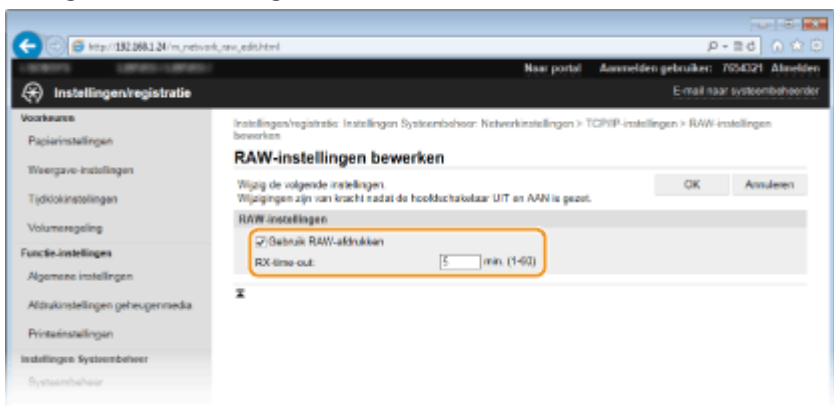 http://192.168.1.24/m_network_raw_edit.html
Naar portal Aanmelden gebruiker: 7654321 Afmelden
Instellingen/registratie
E-mail naar systeembeheerder
Voorkeuren
Papierinstellingen
Weergave-instellingen
Tijdklokinstellingen
Volumeregeling
Functie-instellingen
Algemene instellingen
Afdrukinstellingen geheugenmedia
Printerinstellingen
Instellingen Systeembeheer
Systeembeheer
Instellingen/registratie: Instellingen Systeembeheer: Netwerkinstellingen > TCP/IP-instellingen > RAW-instellingen
bewerken
RAW-instellingen bewerken
Wijzig de volgende instellingen.
Wijzigingen zijn van kracht nadat de hoofdschakelaar UIT en AAN is gezet.
OK Annuleren
RAW-instellingen
Gebruik RAW-afdrukken
RX-time-out: 5 min. (1-60)